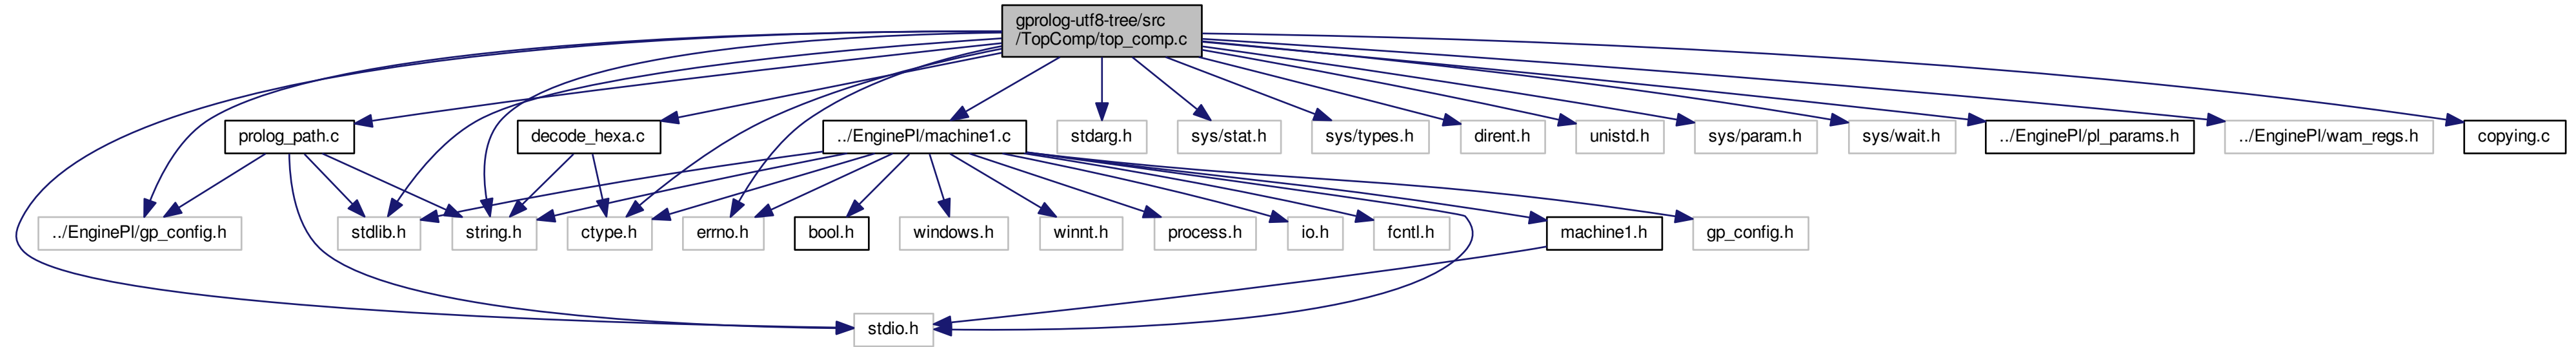 gprolog-utf8-tree/src
/TopComp/top_comp.c
prolog_path.c
decode_hexa.c
../EnginePl/machine1.c
stdarg.h
sys/stat.h
sys/types.h
dirent.h
unistd.h
sys/param.h
sys/wait.h
../EnginePl/pl_params.h
../EnginePl/wam_regs.h
copying.c
../EnginePl/gp_config.h
stdlib.h
string.h
ctype.h
errno.h
bool.h
windows.h
winnt.h
process.h
io.h
fcntl.h
machine1.h
gp_config.h
stdio.h